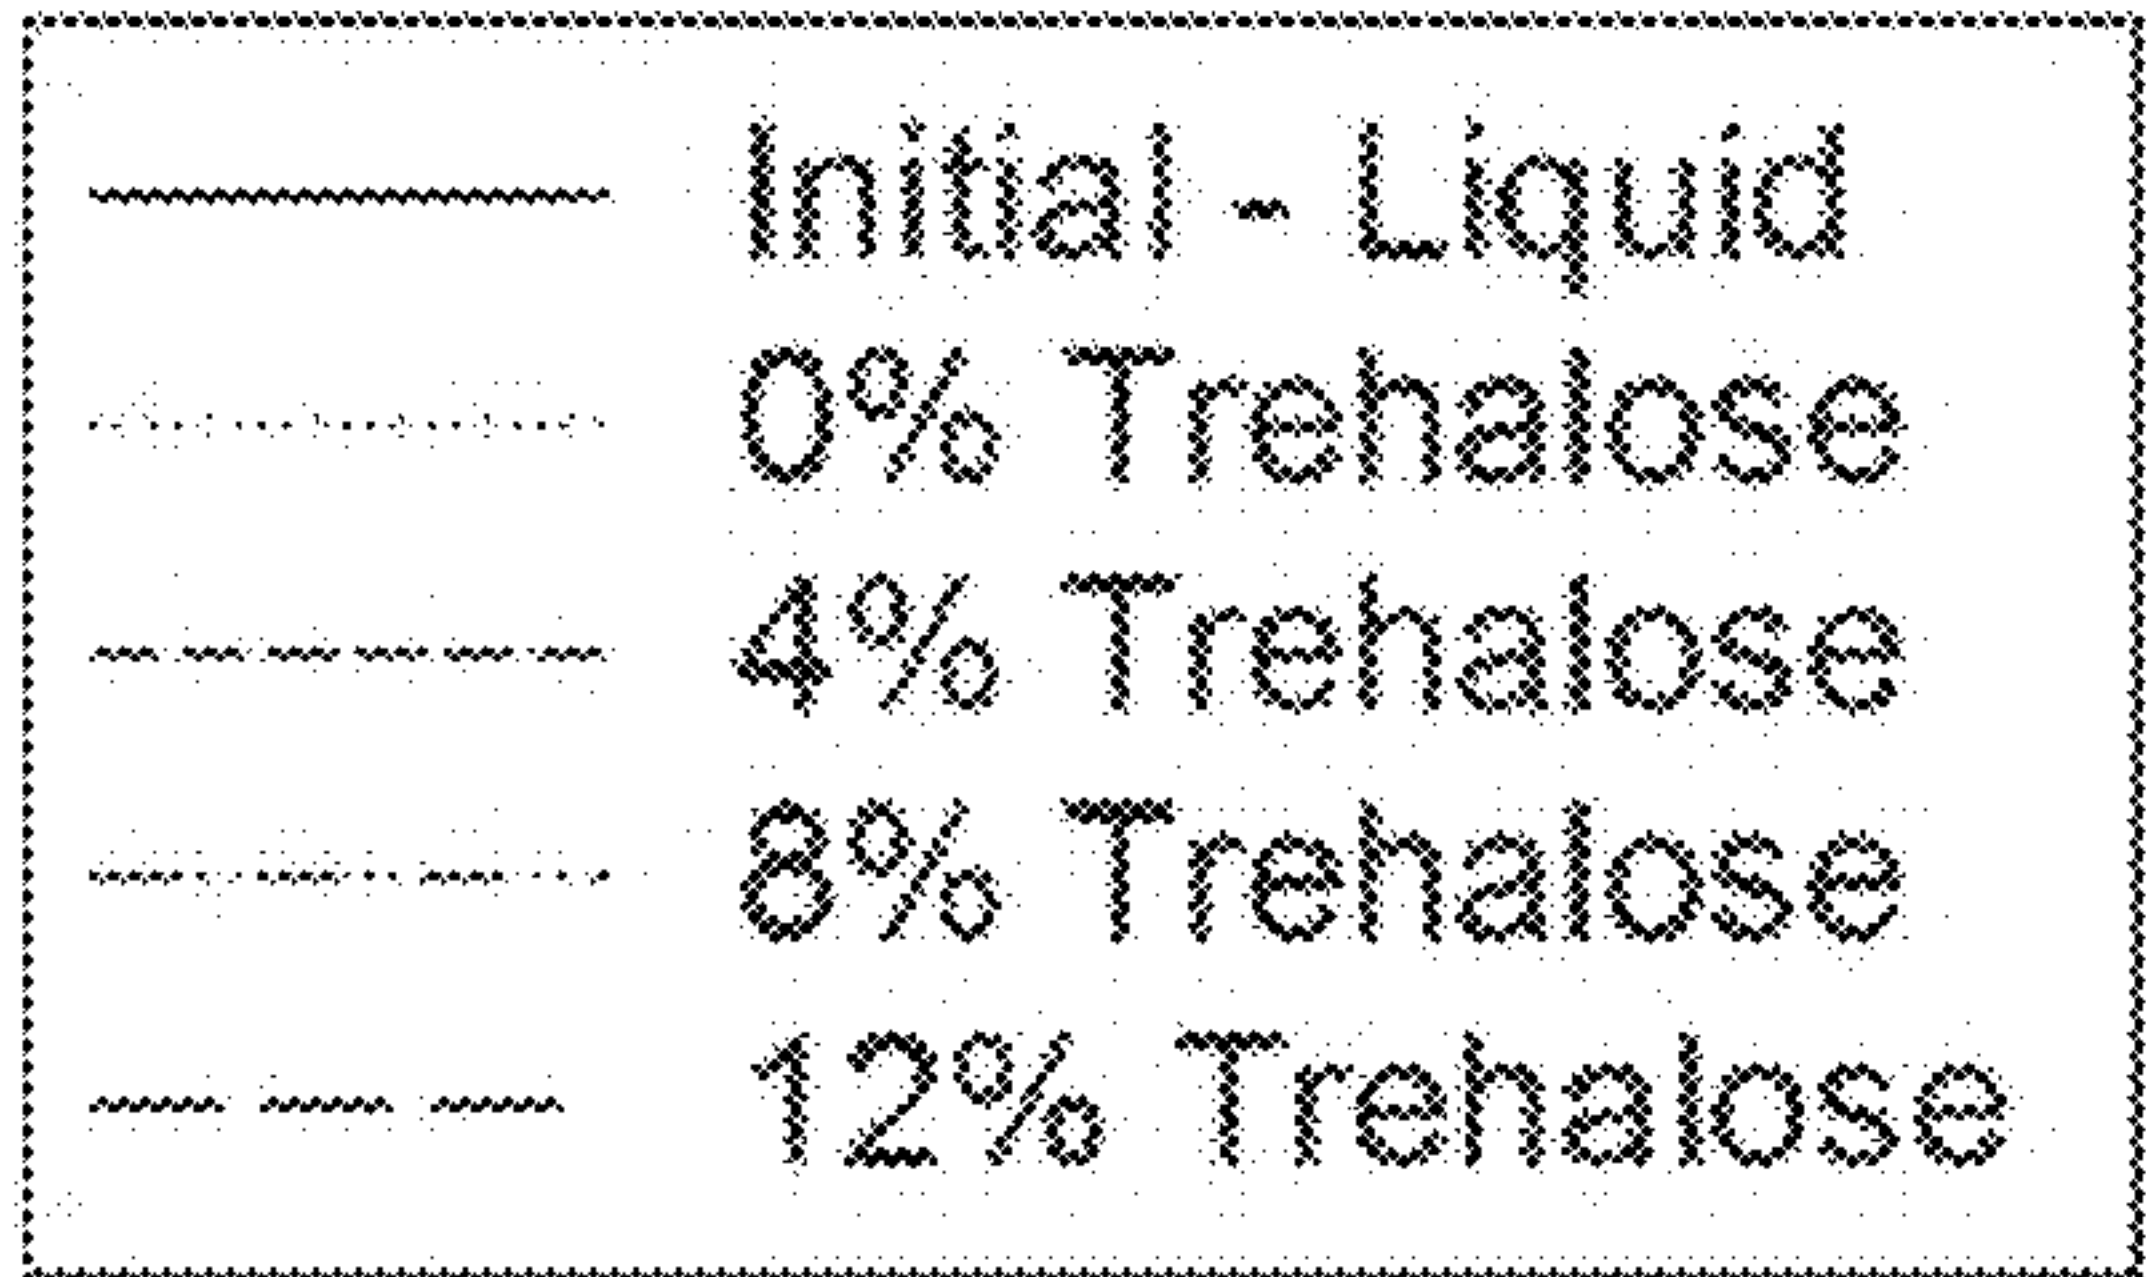 Initial - Liquid
0% Trehalose
4% Trehalose
8% Trehalose
12% Trehalose